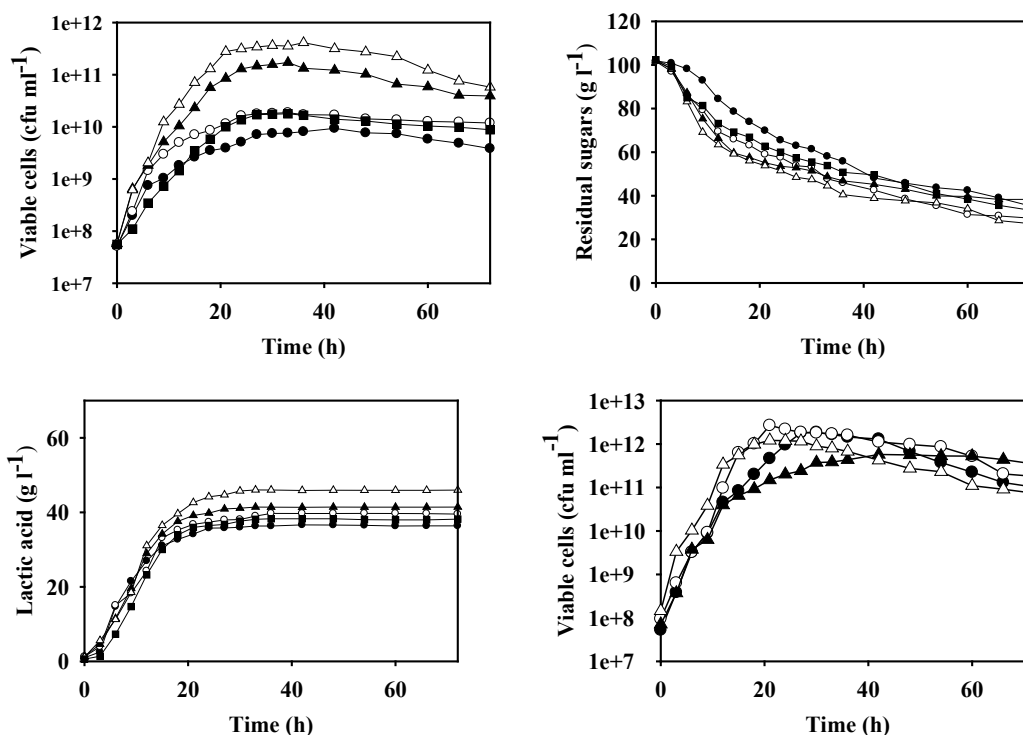 1e+12
1e+11
1e+10
1e+9
1e+8
1e+7
Viable cells (cfu ml⁻¹)
0 20 40 60
Time (h)
120
100
80
60
40
20
0
Residual sugars (g l⁻¹)
0 20 40 60
Time (h)
60
40
20
0
Lactic acid (g l⁻¹)
0 20 40 60
Time (h)
1e+13
1e+12
1e+11
1e+10
1e+9
1e+8
1e+7
Viable cells (cfu ml⁻¹)
0 20 40 60
Time (h)